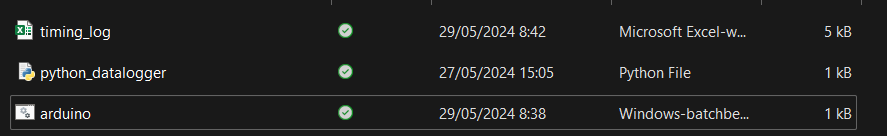 timing_log 29/05/2024 8:42 Microsoft Excel-w... 5 kB
python_datalogger 27/05/2024 15:05 Python File 1 kB
arduino 29/05/2024 8:38 Windows-batchbe... 1 kB